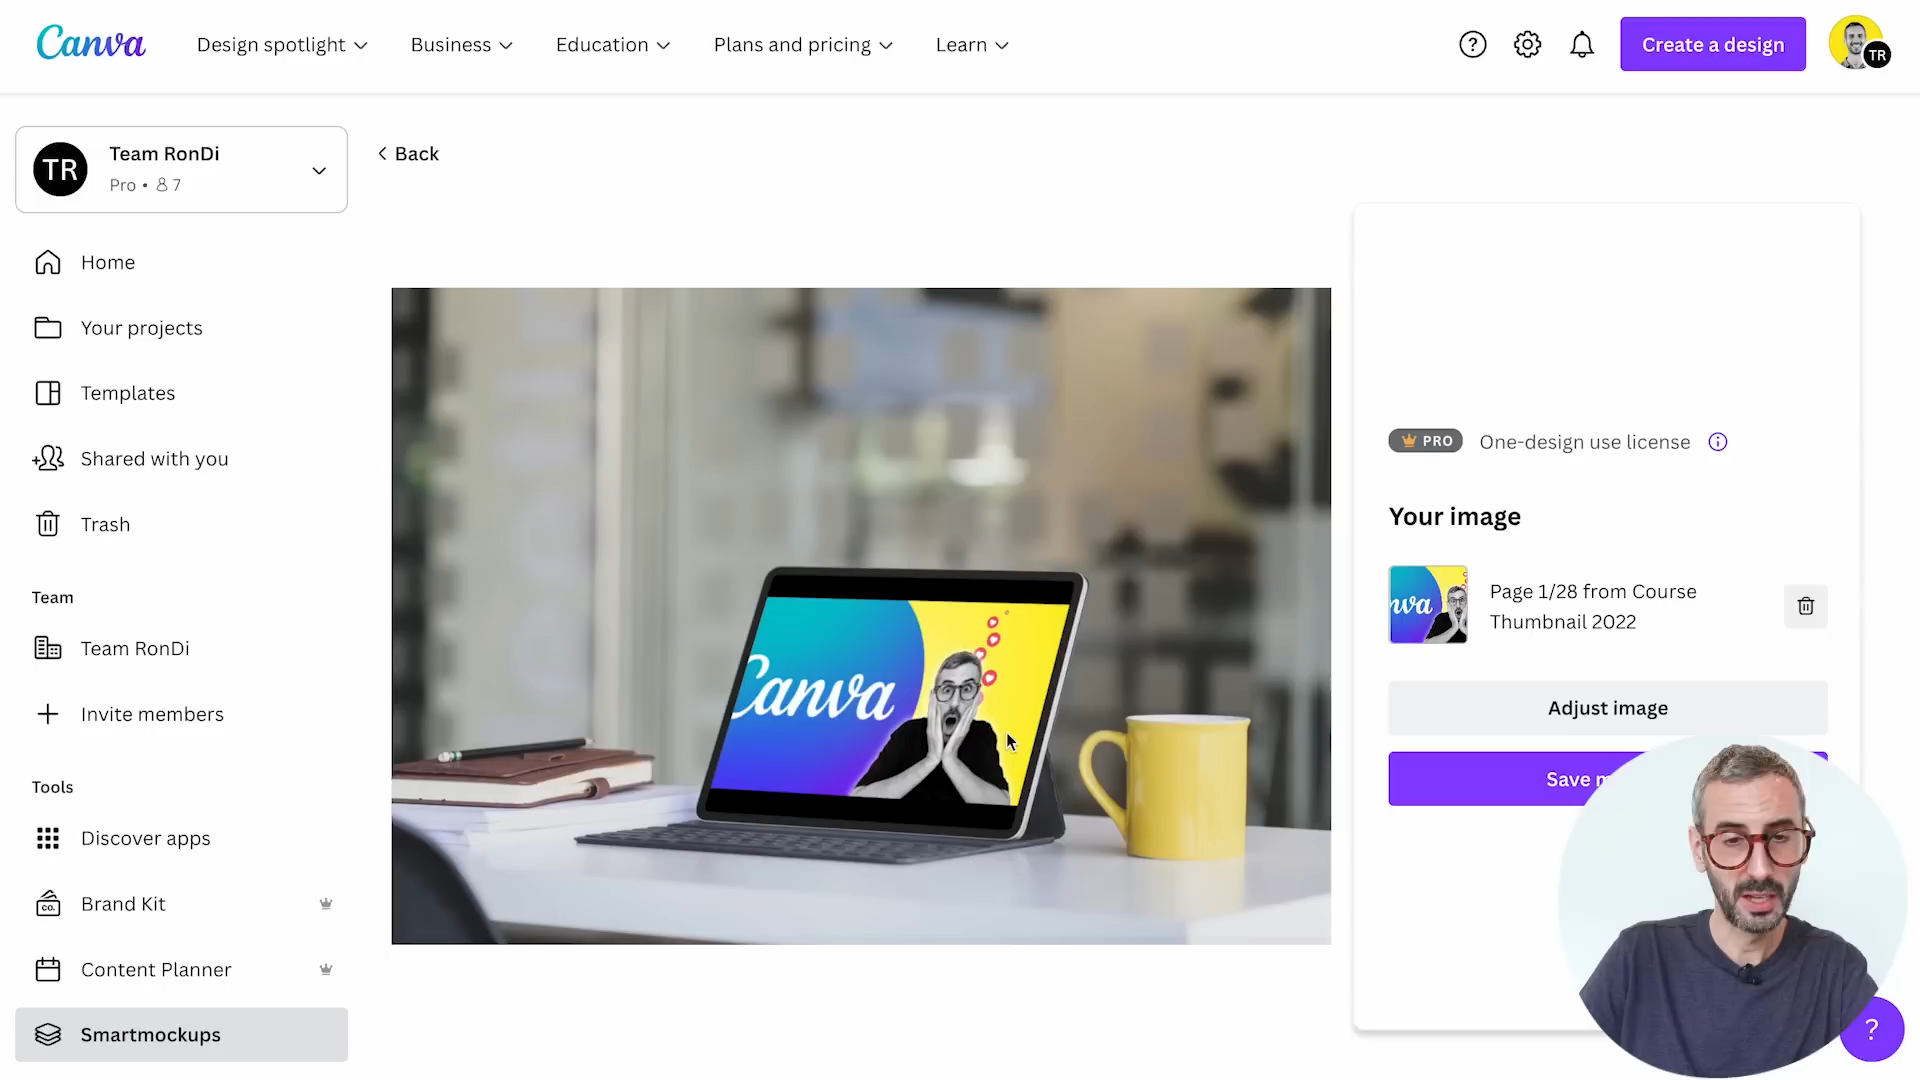 Canva
Design spotlight
Business
Education
Plans and pricing
Learn
Create a design
TR
TR
Team RonDi
Pro • 7
Back
Home
Your projects
Templates
Shared with you
Trash
Team
Team RonDi
Invite members
Tools
Discover apps
CO.
Brand Kit
Content Planner
Smartmockups
Canva
PRO
One-design use license
Your image
Page 1/28 from Course
Thumbnail 2022
Adjust image
Save
?